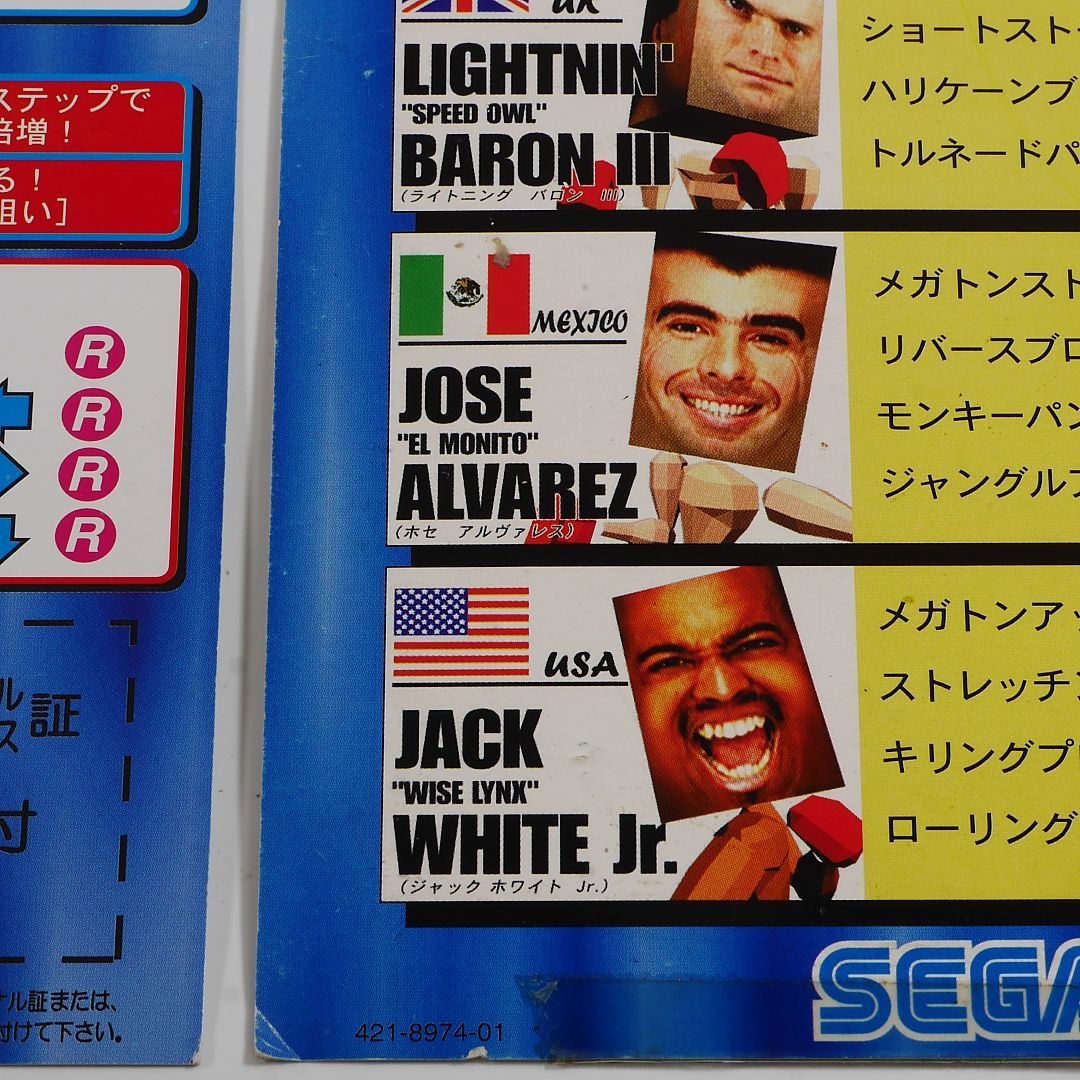 ステップで
倍増！
る！
狙い］
R
R
R
R
ル
ス
証
付
ナル証または、
付けて下さい。
UK
LIGHTNIN'
"SPEED OWL"
BARON III
(ライトニング バロン III)
ショートスト
ハリケーンブ
トルネードパ
MEXICO
JOSE
"EL MONITO"
ALVAREZ
(ホセ アルヴァレス)
メガトンスト
リバースブロ
モンキーパン
ジャングルフ
USA
JACK
"WISE LYNX"
WHITE Jr.
(ジャック ホワイト Jr.)
メガトンアッ
ストレッチン
キリングプ
ローリング
SEGA
421-8974-01